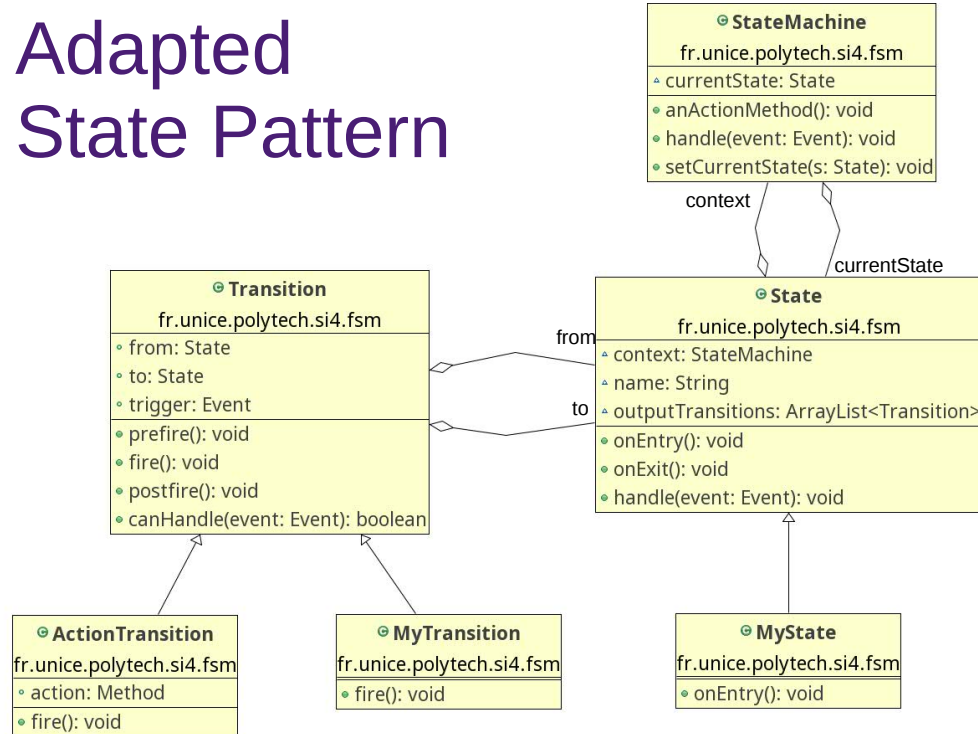 Adapted
State Pattern
StateMachine
fr.unice.polytech.si4.fsm
currentState: State
anActionMethod(): void
handle(event: Event): void
setCurrentState(s: State): void
context
currentState
Transition
fr.unice.polytech.si4.fsm
from: State
to: State
trigger: Event
prefire(): void
fire(): void
postfire(): void
canHandle(event: Event): boolean
from
to
State
fr.unice.polytech.si4.fsm
context: StateMachine
name: String
outputTransitions: ArrayList<Transition>
onEntry(): void
onExit(): void
handle(event: Event): void
ActionTransition
fr.unice.polytech.si4.fsm
action: Method
fire(): void
MyTransition
fr.unice.polytech.si4.fsm
fire(): void
MyState
fr.unice.polytech.si4.fsm
onEntry(): void